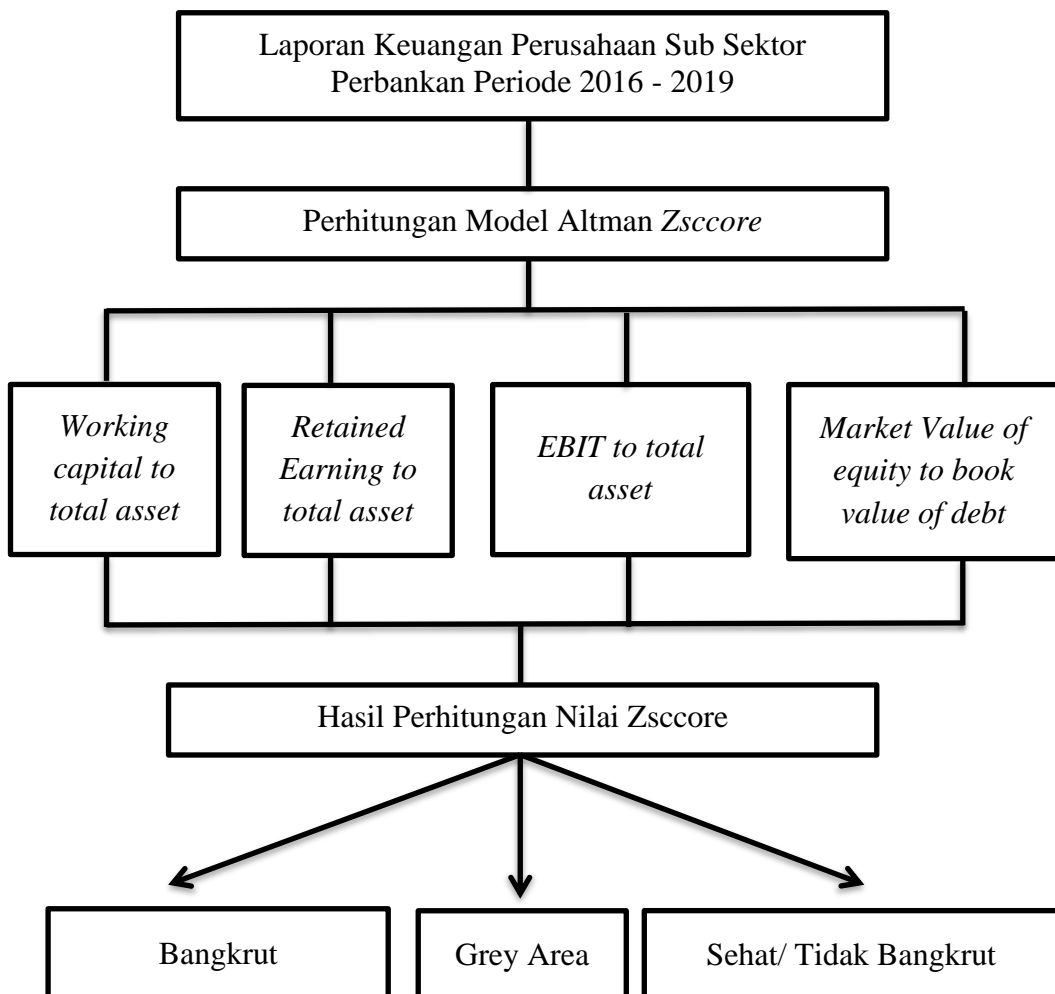 Laporan Keuangan Perusahaan Sub Sektor
Perbankan Periode 2016 - 2019
Perhitungan Model Altman Zsccore
Working
capital to
total asset
Retained
Earning to
total asset
EBIT to total
asset
Market Value of
equity to book
value of debt
Hasil Perhitungan Nilai Zsccore
Bangkrut
Grey Area
Sehat/ Tidak Bangkrut